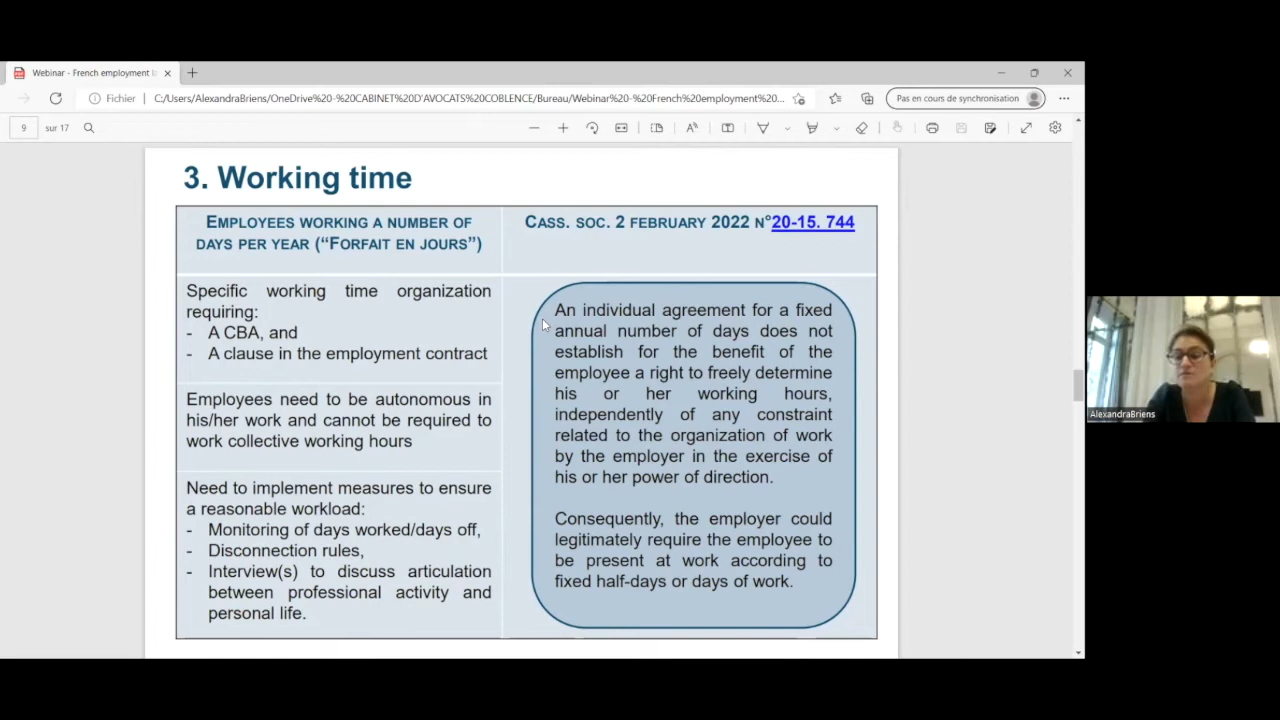 Webinar - French employment l
Fichier
C:/Users/AlexandraBriens/OneDrive%20-%20CABINET%20D'AVOCATS%20COBLENCE/Bureau/Webinar%20-%20French%20employment%20...
Pas en cours de synchronisation
9 sur 17
3. Working time
EMPLOYEES WORKING A NUMBER OF
DAYS PER YEAR ("FORFAIT EN JOURS")
Specific working time organization
requiring:
- A CBA, and
- A clause in the employment contract
Employees need to be autonomous in
his/her work and cannot be required to
work collective working hours
Need to implement measures to ensure
a reasonable workload:
- Monitoring of days worked/days off,
- Disconnection rules,
- Interview(s) to discuss articulation
between professional activity and
personal life.
CASS. SOC. 2 FEBRUARY 2022 N°20-15. 744
An individual agreement for a fixed
annual number of days does not
establish for the benefit of the
employee a right to freely determine
his or her working hours,
independently of any constraint
related to the organization of work
by the employer in the exercise of
his or her power of direction.
Consequently, the employer could
legitimately require the employee to
be present at work according to
fixed half-days or days of work.
AlexandraBriens